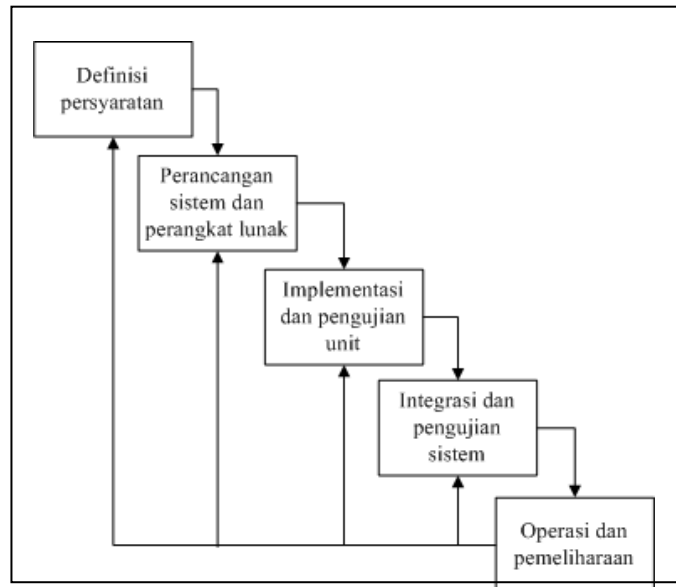 Definisi
persyaratan
Perancangan
sistem dan
perangkat lunak
Implementasi
dan pengujian
unit
Integrasi dan
pengujian
sistem
Operasi dan
pemeliharaan